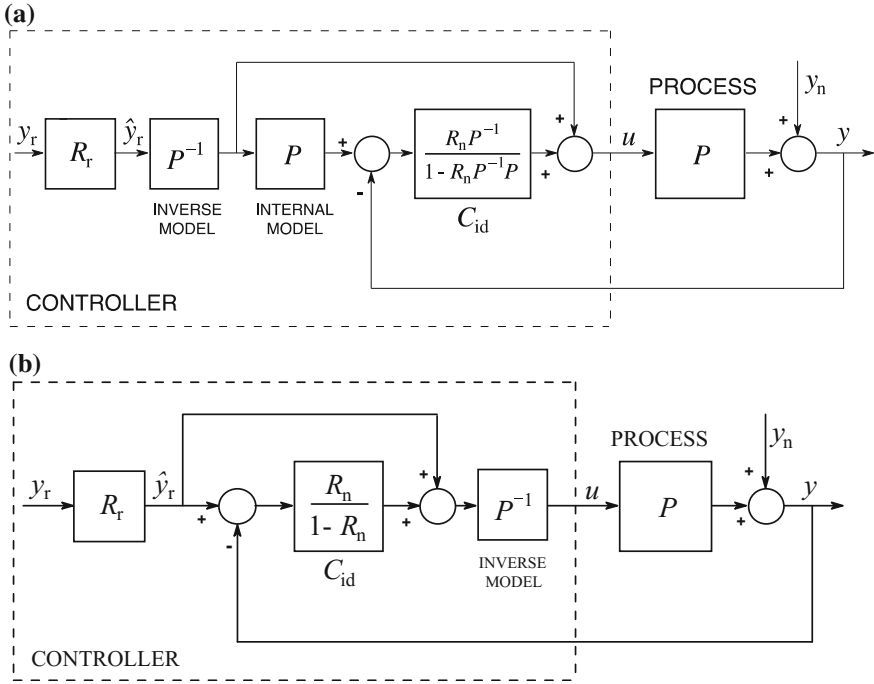 (a)
PROCESS
y_n
y_r
R_r
ŷ_r
P^{-1}
P
R_n P^{-1}
1 - R_n P^{-1} P
u
P
y
+
+
+
+
+
-
INVERSE
MODEL
INTERNAL
MODEL
C_id
CONTROLLER
(b)
PROCESS
y_n
y_r
R_r
ŷ_r
R_n
1 - R_n
P^{-1}
u
P
y
+
+
+
+
+
-
C_id
INVERSE
MODEL
CONTROLLER